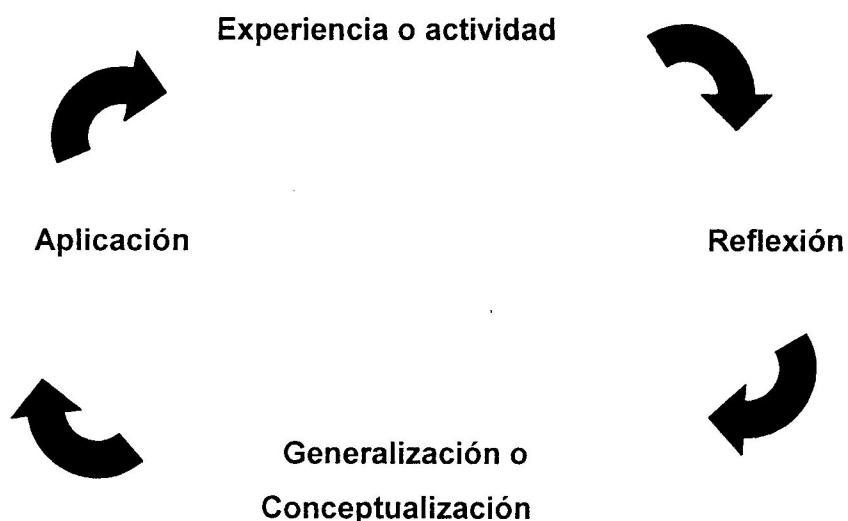 Experiencia o actividad
Aplicación
Reflexión
Generalización o
Conceptualización